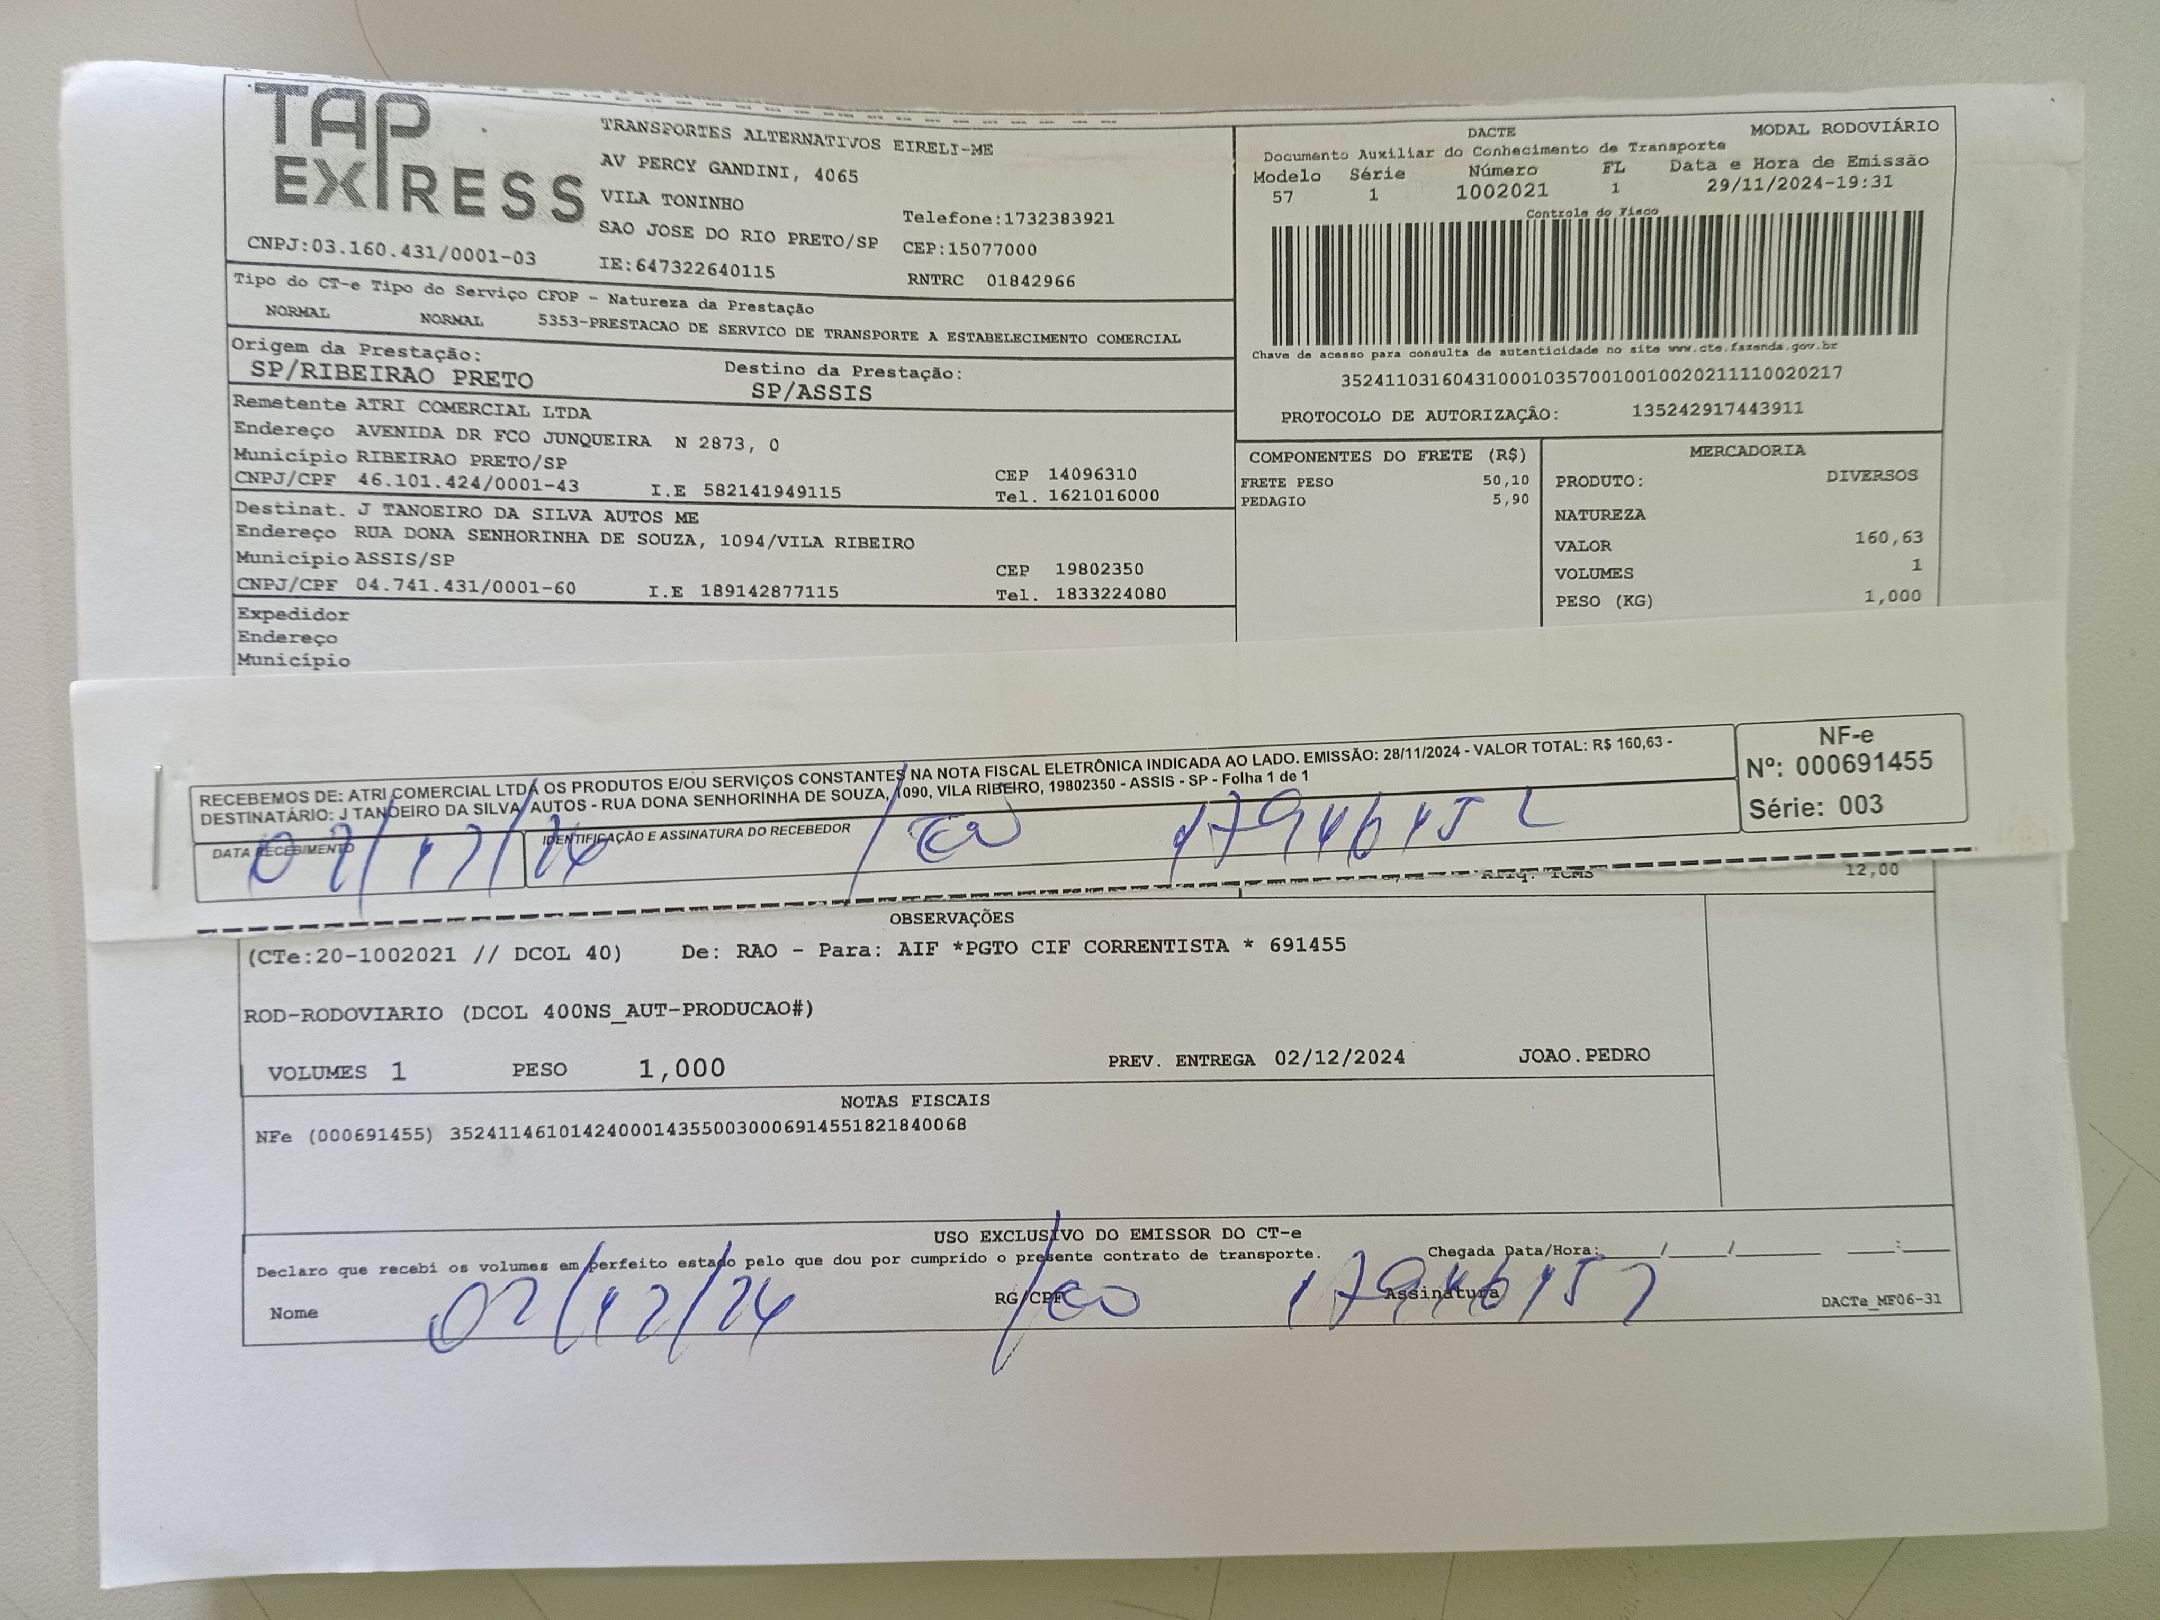 TAP EXPRESS
CNPJ:03.160.431/0001-03
TRANSPORTES ALTERNATIVOS EIRELI-ME
AV PERCY GANDINI, 4065
VILA TONINHO
SAO JOSE DO RIO PRETO/SP
IE:647322640115
Telefone:1732383921
CEP:15077000
RNTRC 01842966
DACTE MODAL RODOVIÁRIO
Documento Auxiliar do Conhecimento de Transporte
Modelo Série Número FL Data e Hora de Emissão
57 1 1002021 1 29/11/2024-19:31
Controle do Fisco
Chave de acesso para consulta de autenticidade no site www.cte.fazenda.gov.br
35241103160431000103570010010020211110020217
PROTOCOLO DE AUTORIZAÇÃO: 135242917443911
Tipo do CT-e Tipo do Serviço CFOP - Natureza da Prestação
NORMAL NORMAL 5353-PRESTACAO DE SERVICO DE TRANSPORTE A ESTABELECIMENTO COMERCIAL
Origem da Prestação: Destino da Prestação:
SP/RIBEIRAO PRETO SP/ASSIS
Remetente ATRI COMERCIAL LTDA
Endereço AVENIDA DR FCO JUNQUEIRA N 2873, 0
Município RIBEIRAO PRETO/SP CEP 14096310
CNPJ/CPF 46.101.424/0001-43 I.E 582141949115 Tel. 1621016000
Destinat. J TANOEIRO DA SILVA AUTOS ME
Endereço RUA DONA SENHORINHA DE SOUZA, 1094/VILA RIBEIRO
Município ASSIS/SP CEP 19802350
CNPJ/CPF 04.741.431/0001-60 I.E 189142877115 Tel. 1833224080
Expedidor
Endereço
Município
COMPONENTES DO FRETE (R$)
FRETE PESO 50,10
PEDAGIO 5,90
MERCADORIA
PRODUTO: DIVERSOS
NATUREZA
VALOR 160,63
VOLUMES 1
PESO (KG) 1,000
RECEBEMOS DE: ATRI COMERCIAL LTDA OS PRODUTOS E/OU SERVIÇOS CONSTANTES NA NOTA FISCAL ELETRÔNICA INDICADA AO LADO. EMISSÃO: 28/11/2024 - VALOR TOTAL: R$ 160,63 -
DESTINATÁRIO: J TANOEIRO DA SILVA AUTOS - RUA DONA SENHORINHA DE SOUZA, 1090, VILA RIBEIRO, 19802350 - ASSIS - SP - Folha 1 de 1
DATA RECEBIMENTO IDENTIFICAÇÃO E ASSINATURA DO RECEBEDOR
02/12/24
NF-e
Nº: 000691455
Série: 003
12,00
OBSERVAÇÕES
(CTe:20-1002021 // DCOL 40) De: RAO - Para: AIF *PGTO CIF CORRENTISTA * 691455
ROD-RODOVIARIO (DCOL 400NS_AUT-PRODUCAO#)
VOLUMES 1 PESO 1,000 PREV. ENTREGA 02/12/2024 JOAO.PEDRO
NOTAS FISCAIS
NFe (000691455) 35241146101424000143550030006914551821840068
USO EXCLUSIVO DO EMISSOR DO CT-e
Declaro que recebi os volumes em perfeito estado pelo que dou por cumprido o presente contrato de transporte. Chegada Data/Hora:____/____/______ ___:___
Nome RG/CPF Assinatura DACTe_MF06-31
02/12/24